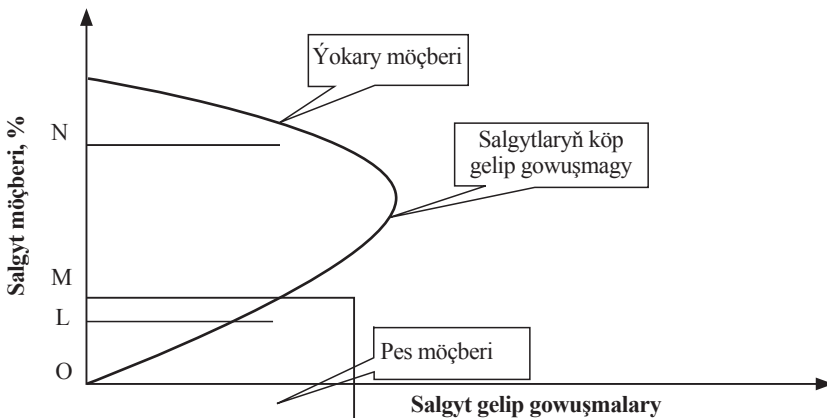 Ýokary möçberi
Salgytlaryň köp
gelip gowuşmagy
Salgyt möçberi, %
N
M
L
O
Pes möçberi
Salgyt gelip gowuşmalary